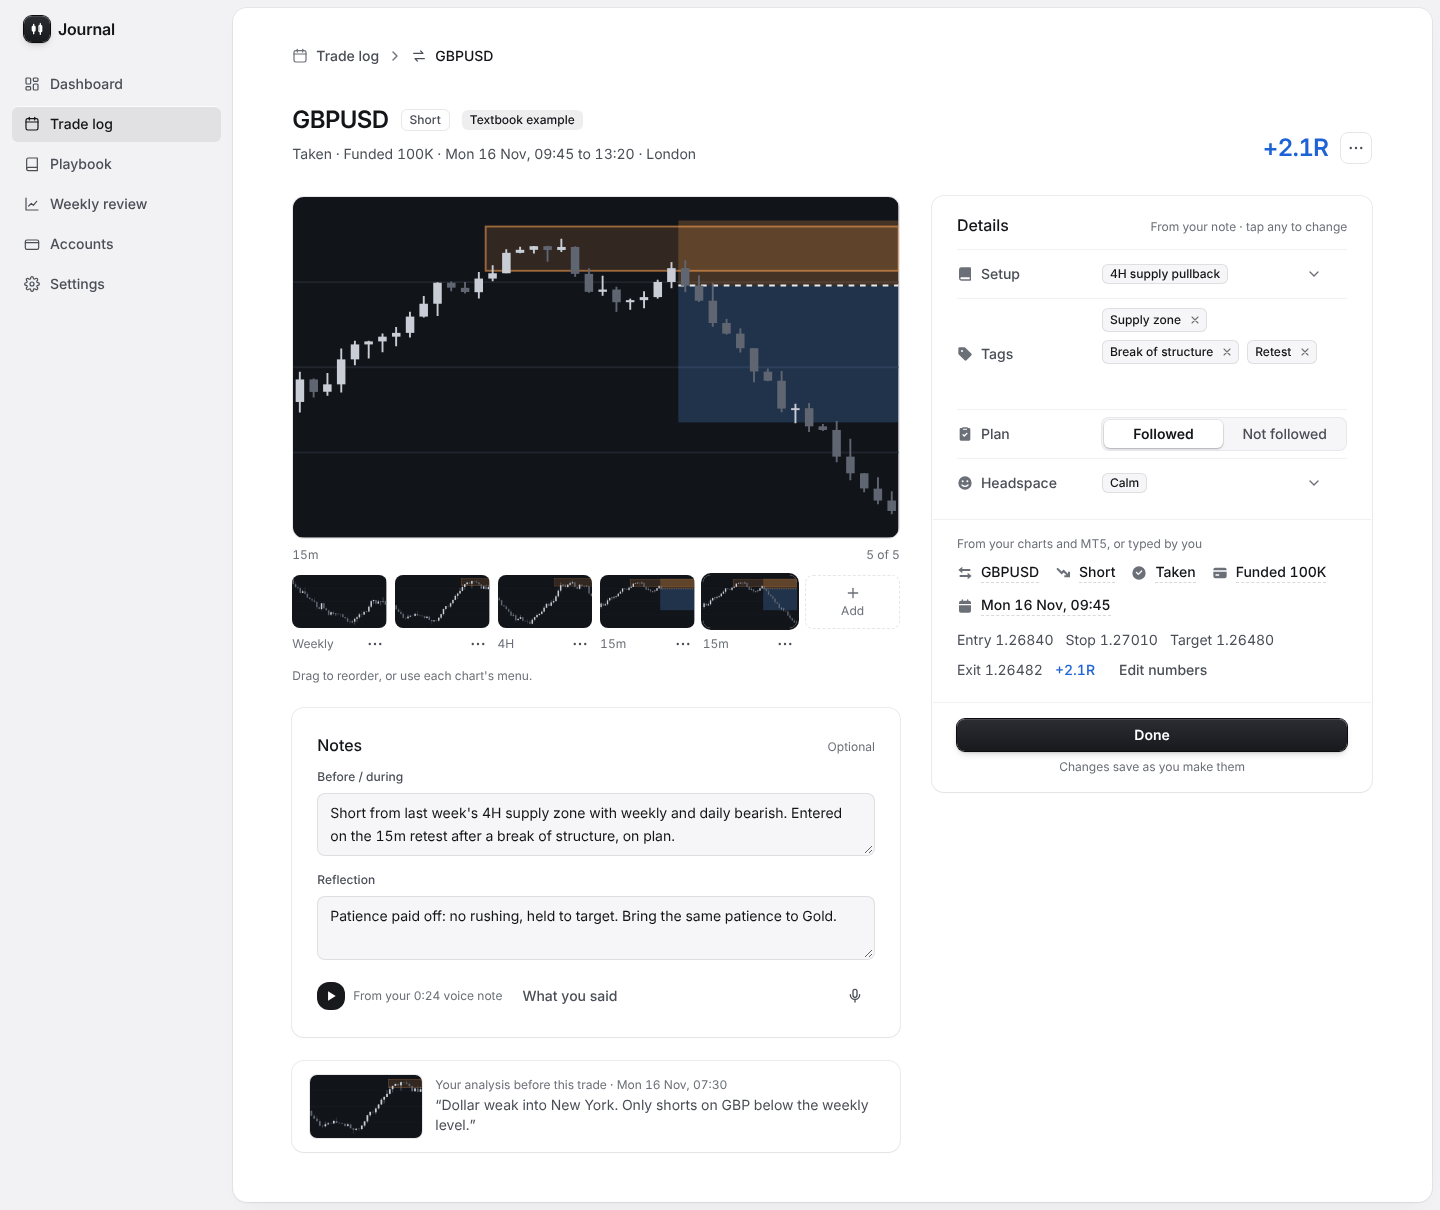 Journal
Dashboard
Trade log
Playbook
Weekly review
Accounts
Settings
Trade log > GBPUSD
GBPUSD Short Textbook example
Taken · Funded 100K · Mon 16 Nov, 09:45 to 13:20 · London
+2.1R
15m 5 of 5
Weekly 4H 15m 15m
Add
Drag to reorder, or use each chart's menu.
Notes Optional
Before / during
Short from last week's 4H supply zone with weekly and daily bearish. Entered
on the 15m retest after a break of structure, on plan.
Reflection
Patience paid off: no rushing, held to target. Bring the same patience to Gold.
From your 0:24 voice note What you said
Your analysis before this trade · Mon 16 Nov, 07:30
“Dollar weak into New York. Only shorts on GBP below the weekly
level.”
Details From your note · tap any to change
Setup 4H supply pullback
Tags Supply zone
Break of structure Retest
Plan Followed Not followed
Headspace Calm
From your charts and MT5, or typed by you
GBPUSD Short Taken Funded 100K
Mon 16 Nov, 09:45
Entry 1.26840 Stop 1.27010 Target 1.26480
Exit 1.26482 +2.1R Edit numbers
Done
Changes save as you make them